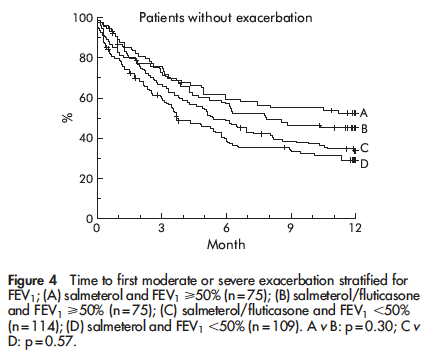 Patients without exacerbation
100
80
60
40
20
0
%
A
B
C
D
0
3
6
9
12
Month
Figure 4 Time to first moderate or severe exacerbation stratified for
FEV₁; (A) salmeterol and FEV₁ ⩾50% (n=75); (B) salmeterol/fluticasone
and FEV₁ ⩾50% (n=75); (C) salmeterol/fluticasone and FEV₁ <50%
(n=114); (D) salmeterol and FEV₁ <50% (n=109). A v B: p=0.30; C v
D: p=0.57.